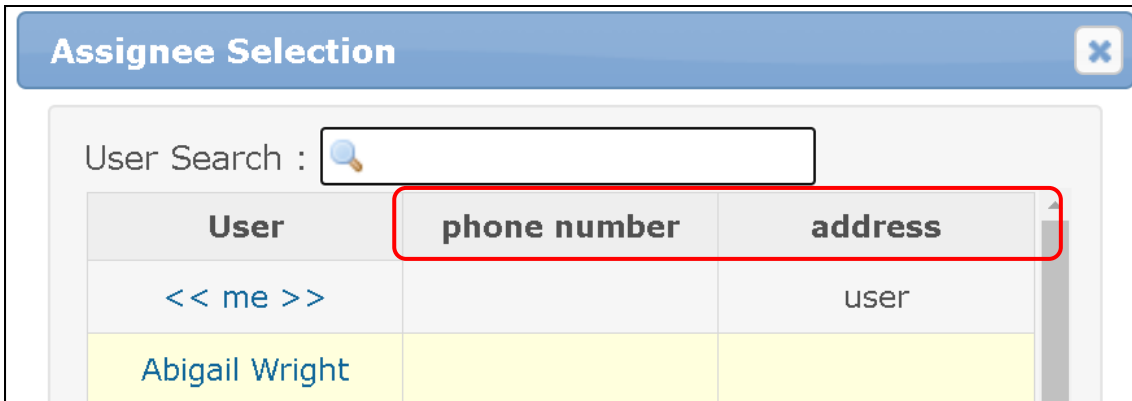 Assignee Selection
User Search :
User phone number address
<< me >> user
Abigail Wright